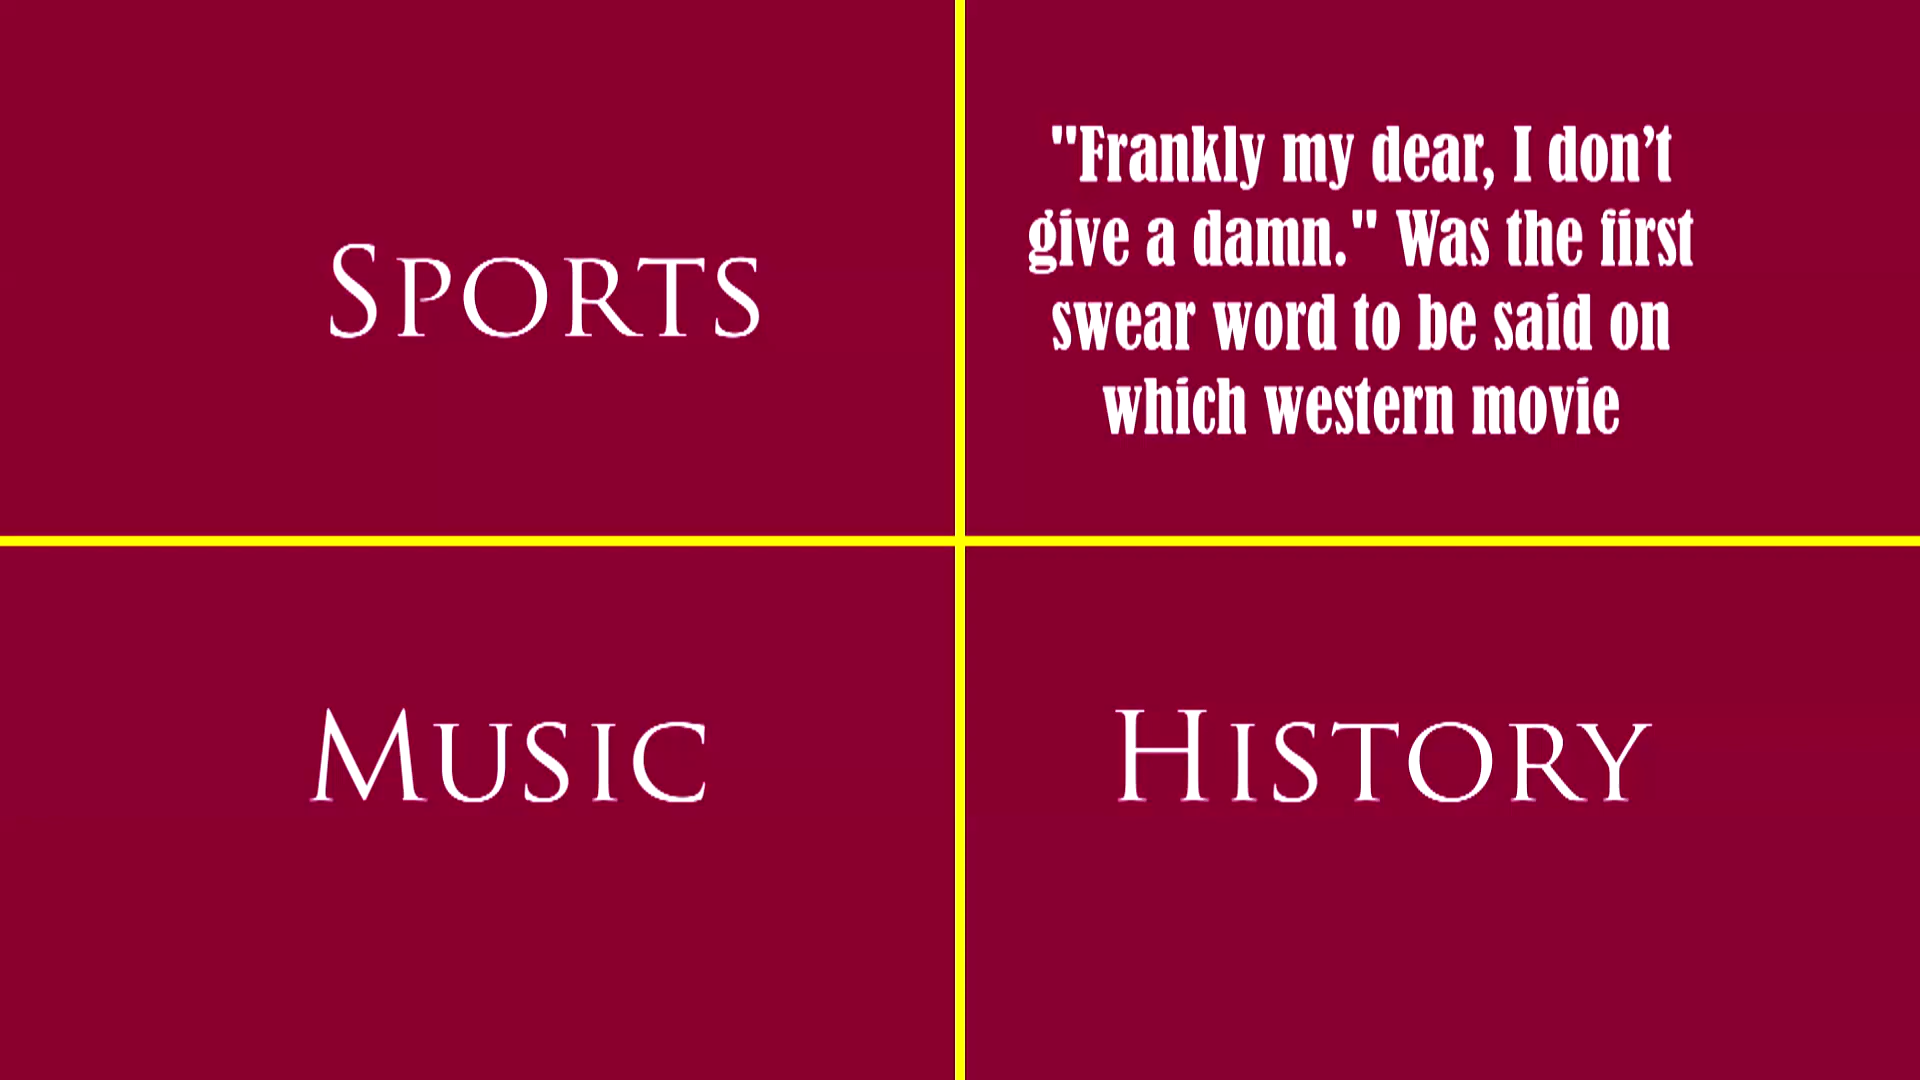 SPORTS
"Frankly my dear, I don’t
give a damn." Was the first
swear word to be said on
which western movie
MUSIC
HISTORY